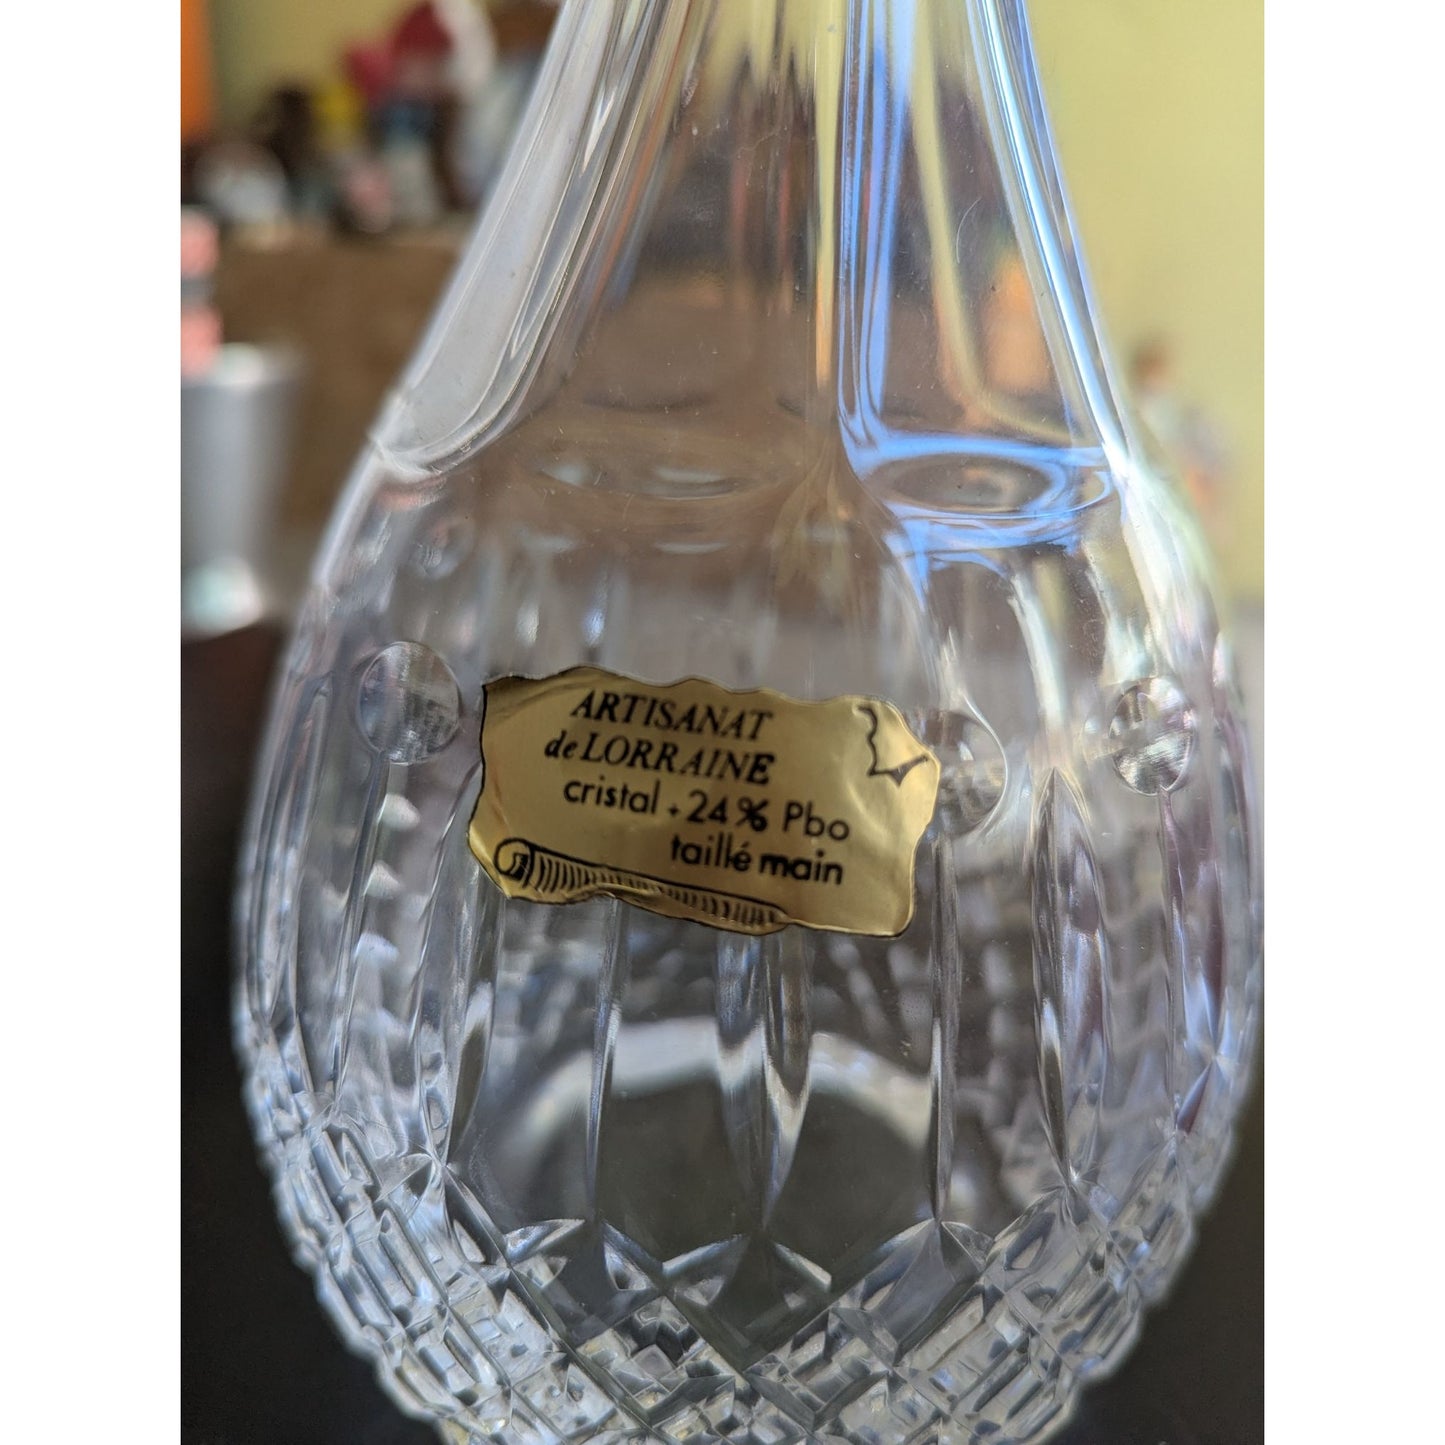 ARTISANAT
de LORRAINE
cristal + 24% Pbo
taillé main